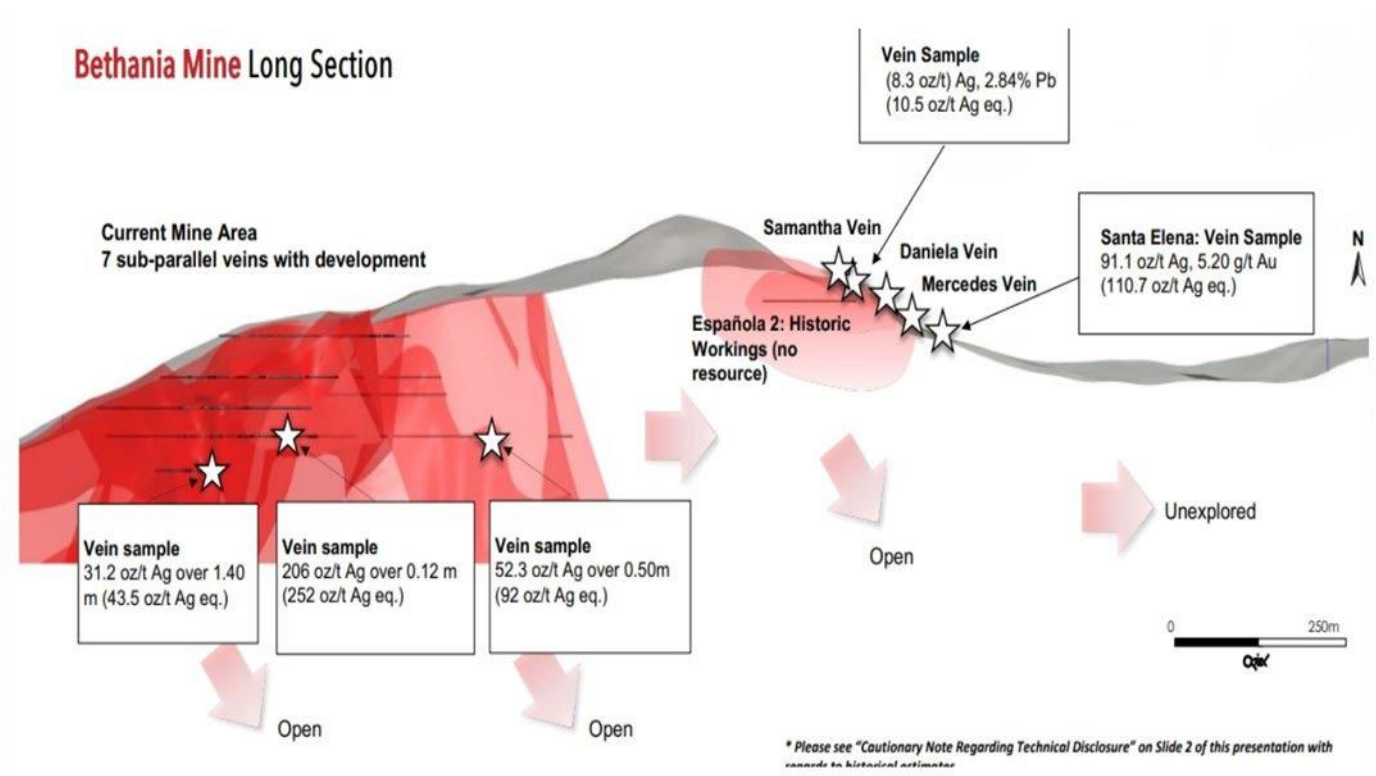 Bethania Mine Long Section
Vein Sample
(8.3 oz/t) Ag, 2.84% Pb
(10.5 oz/t Ag eq.)
Current Mine Area
7 sub-parallel veins with development
Samantha Vein
Daniela Vein
Mercedes Vein
Santa Elena: Vein Sample
91.1 oz/t Ag, 5.20 g/t Au
(110.7 oz/t Ag eq.)
N
Española 2: Historic
Workings (no
resource)
Vein sample
31.2 oz/t Ag over 1.40
m (43.5 oz/t Ag eq.)
Vein sample
206 oz/t Ag over 0.12 m
(252 oz/t Ag eq.)
Vein sample
52.3 oz/t Ag over 0.50m
(92 oz/t Ag eq.)
Unexplored
Open
0 250m
Open
Open
* Please see “Cautionary Note Regarding Technical Disclosure” on Slide 2 of this presentation with
regards to historical estimates